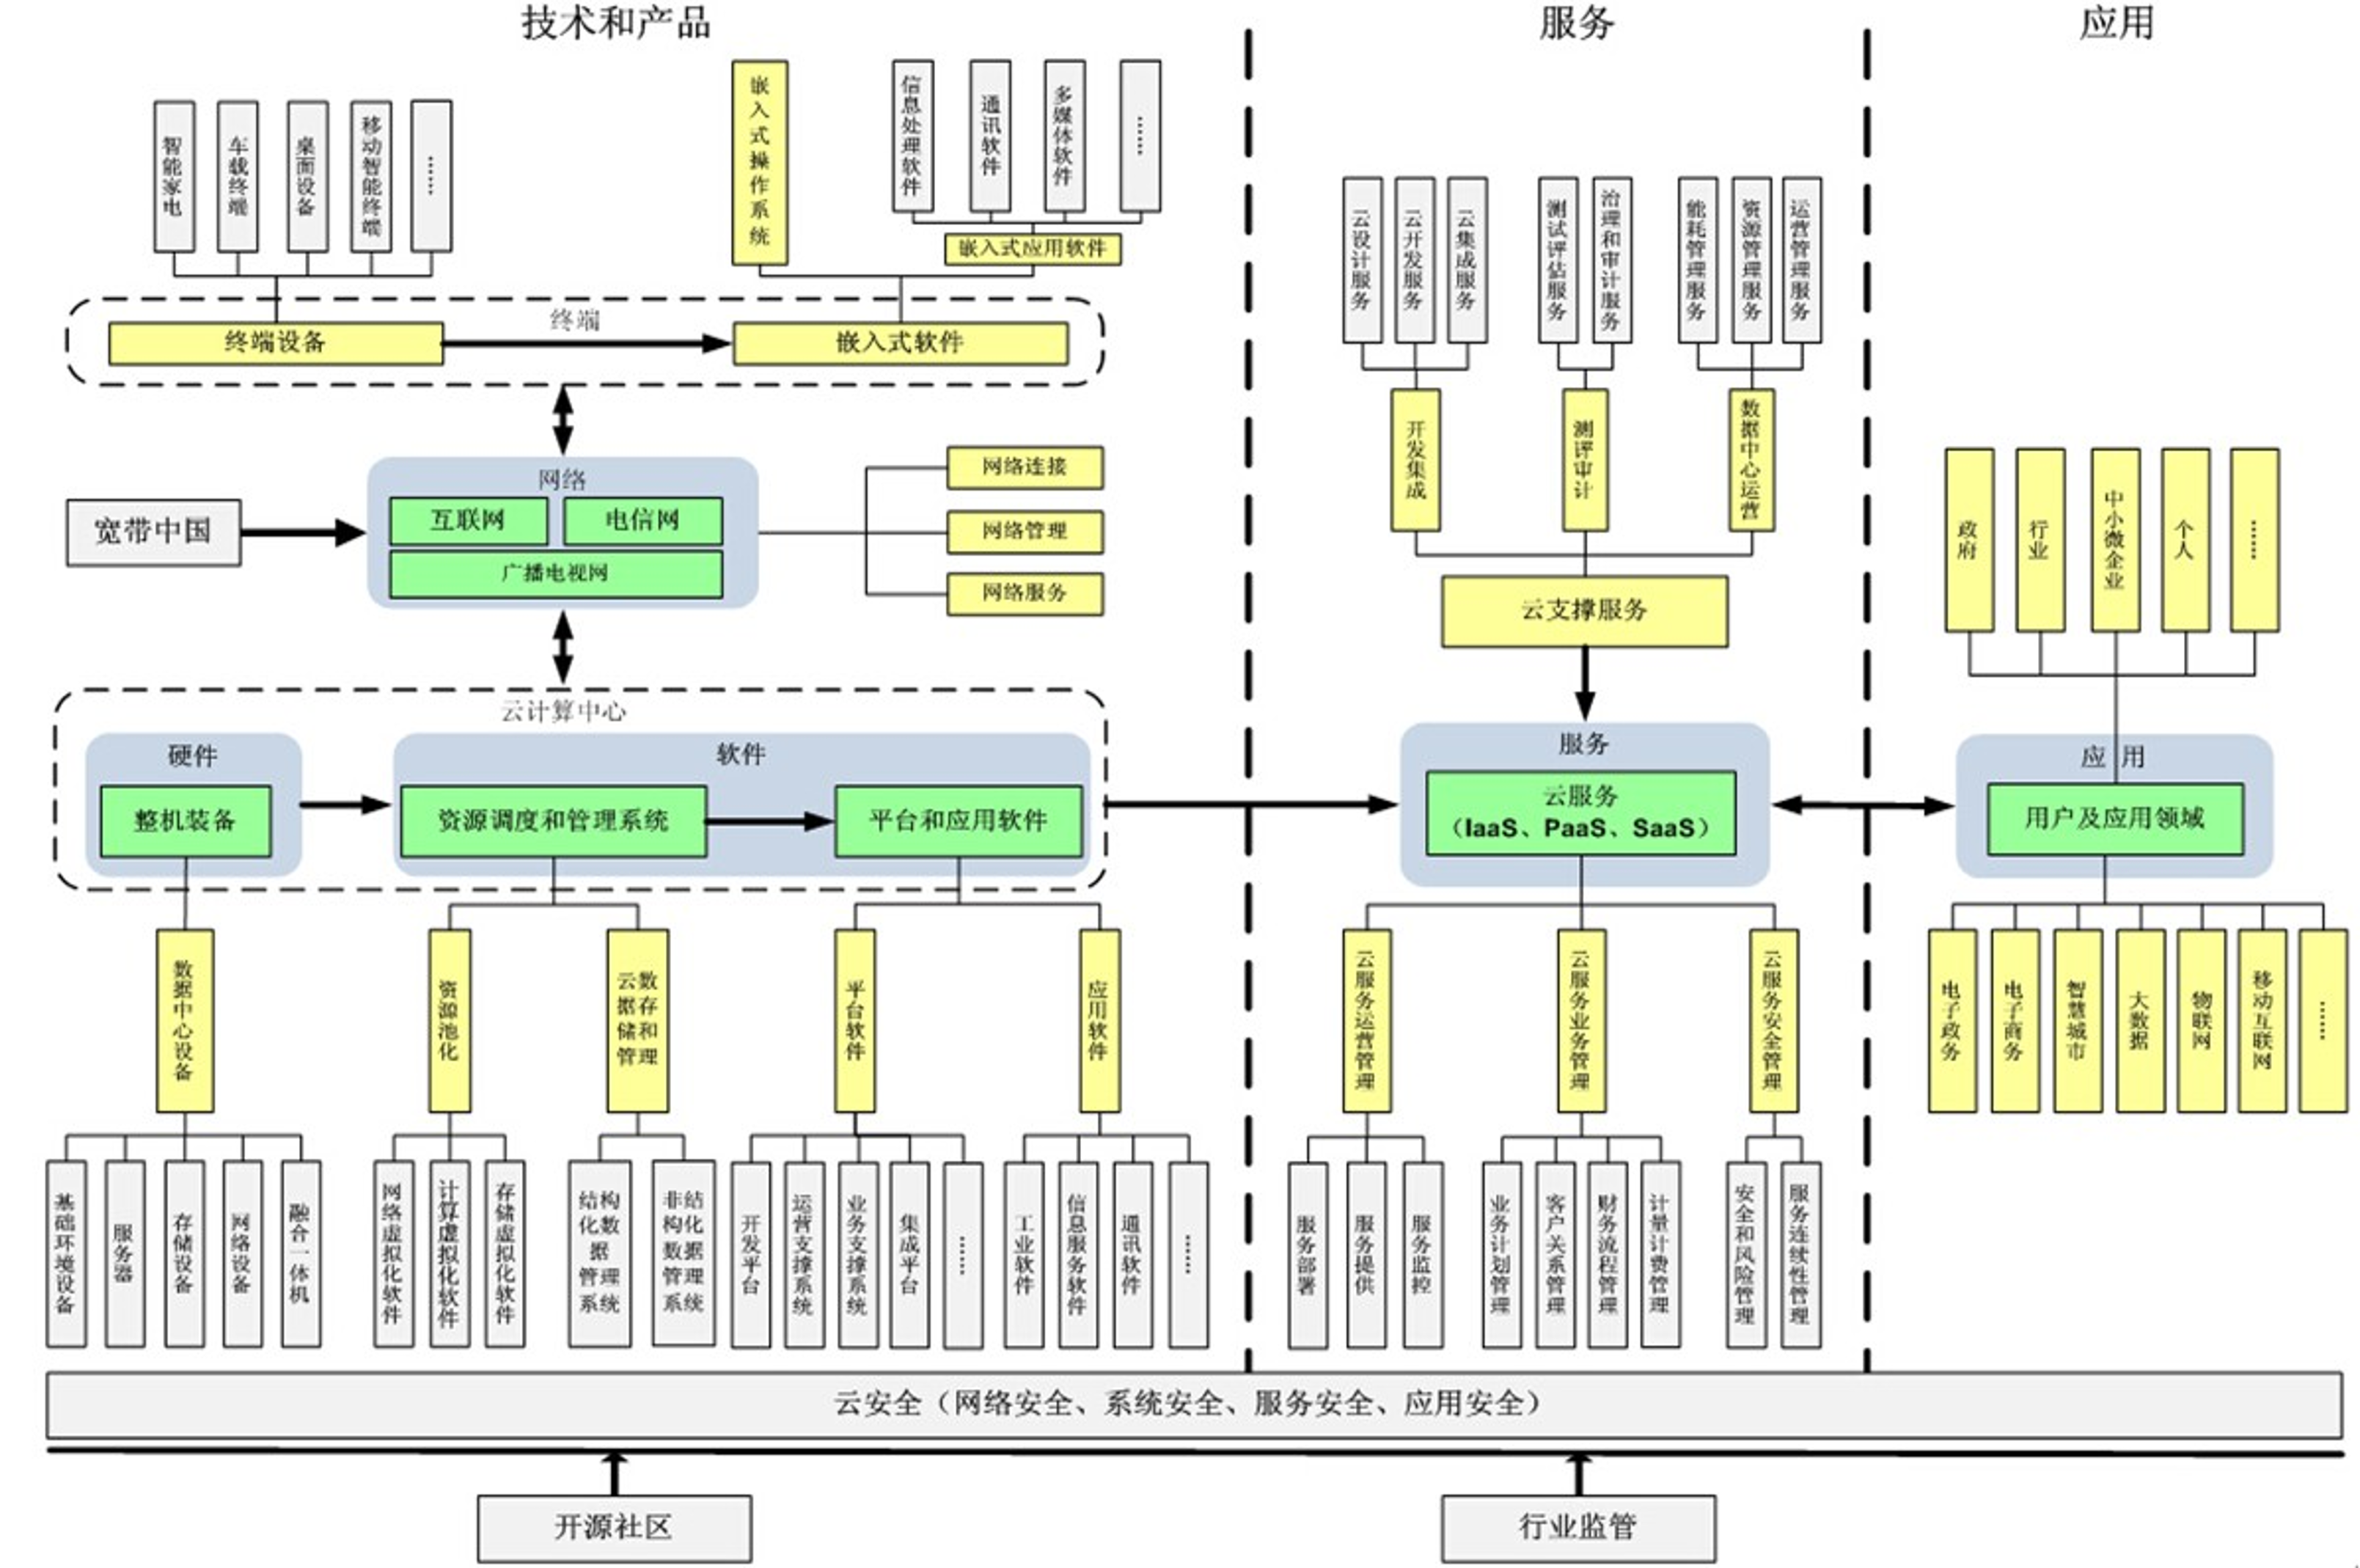 技术和产品
服务
应用
智能家电
车载终端
桌面设备
移动智能终端
……
嵌入式操作系统
信息处理软件
通讯软件
多媒体软件
……
嵌入式应用软件
终端
终端设备
嵌入式软件
宽带中国
网络
互联网
电信网
广播电视网
网络连接
网络管理
网络服务
云计算中心
硬件
整机装备
软件
资源调度和管理系统
平台和应用软件
数据中心设备
资源池化
云数
据存
储和
管理
平台软件
应用软件
基础环境设备
服务器
存储设备
网络设备
融合一体机
网络虚拟化软件
计算虚拟化软件
存储虚拟化软件
结构
化数
据
管理
系统
非结
构化
数据
管理
系统
开发平台
运营支撑系统
业务支撑系统
集成平台
……
工业软件
信息服务软件
通讯软件
……
云设计服务
云开发服务
云集成服务
测试评估服务
治理和审计服务
能耗管理服务
资源管理服务
运营管理服务
开发集成
测评审计
数据中心运营
云支撑服务
服务
云服务
（IaaS、PaaS、SaaS）
云服务运营管理
云服务业务管理
云服务安全管理
服务部署
服务提供
服务监控
业务计划管理
客户关系管理
财务流程管理
计量计费管理
安全和风险管理
服务连续性管理
政府
行业
中小微企业
个人
……
应用
用户及应用领域
电子政务
电子商务
智慧城市
大数据
物联网
移动互联网
……
云安全（网络安全、系统安全、服务安全、应用安全）
开源社区
行业监管